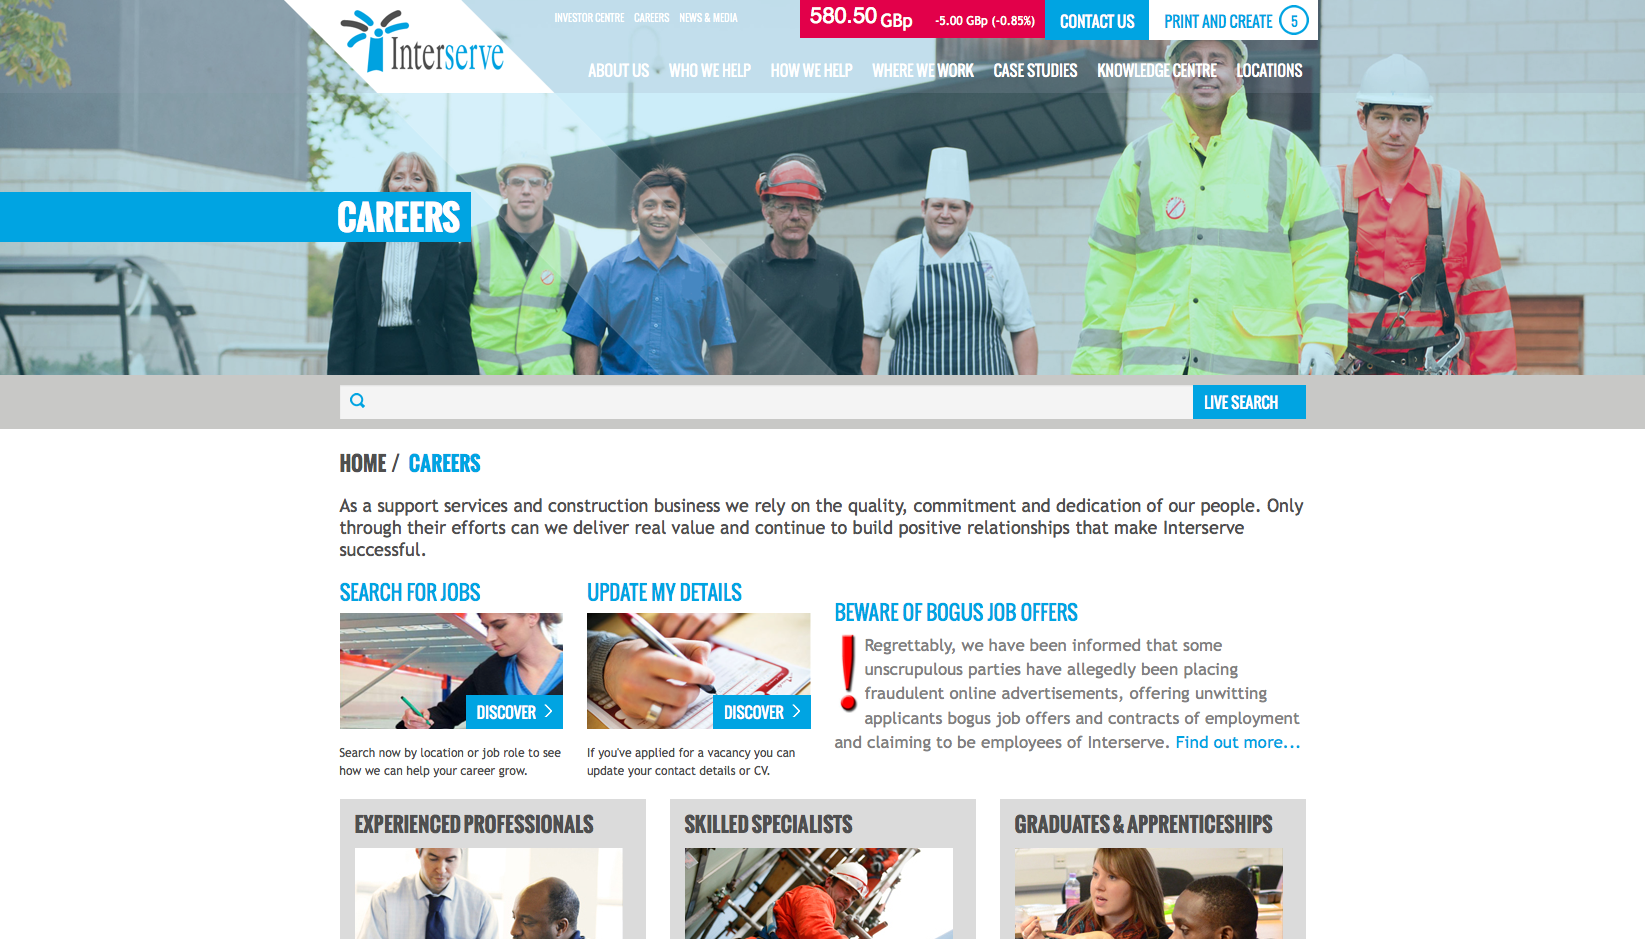 Interserve
INVESTOR CENTRE CAREERS NEWS & MEDIA
580.50 GBp -5.00 GBp (-0.85%)
CONTACT US
PRINT AND CREATE 5
ABOUT US WHO WE HELP HOW WE HELP WHERE WE WORK CASE STUDIES KNOWLEDGE CENTRE LOCATIONS
CAREERS
LIVE SEARCH
HOME / CAREERS
As a support services and construction business we rely on the quality, commitment and dedication of our people. Only
through their efforts can we deliver real value and continue to build positive relationships that make Interserve
successful.
SEARCH FOR JOBS
DISCOVER
Search now by location or job role to see
how we can help your career grow.
UPDATE MY DETAILS
DISCOVER
If you've applied for a vacancy you can
update your contact details or CV.
BEWARE OF BOGUS JOB OFFERS
Regrettably, we have been informed that some
unscrupulous parties have allegedly been placing
fraudulent online advertisements, offering unwitting
applicants bogus job offers and contracts of employment
and claiming to be employees of Interserve. Find out more...
EXPERIENCED PROFESSIONALS
SKILLED SPECIALISTS
GRADUATES & APPRENTICESHIPS